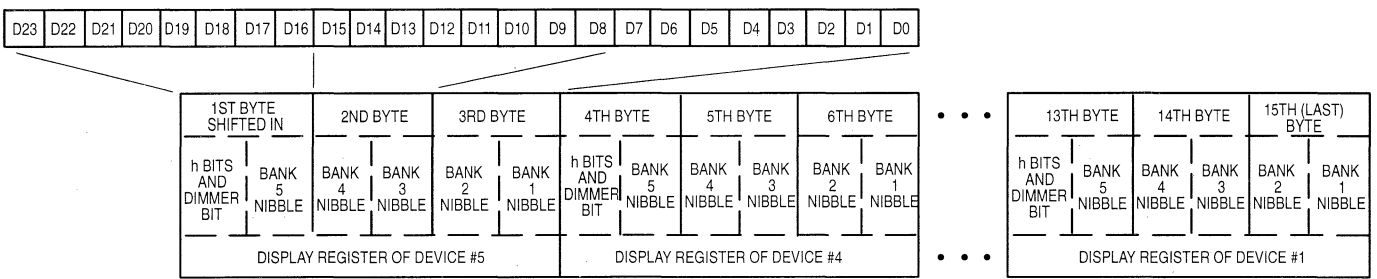 D23 D22 D21 D20 D19 D18 D17 D16 D15 D14 D13 D12 D11 D10 D9 D8 D7 D6 D5 D4 D3 D2 D1 D0
1ST BYTE
SHIFTED IN
2ND BYTE
3RD BYTE
4TH BYTE
5TH BYTE
6TH BYTE
• • •
13TH BYTE
14TH BYTE
15TH (LAST)
BYTE
h BITS
AND
DIMMER
BIT
BANK
5
NIBBLE
BANK
4
NIBBLE
BANK
3
NIBBLE
BANK
2
NIBBLE
BANK
1
NIBBLE
h BITS
AND
DIMMER
BIT
BANK
5
NIBBLE
BANK
4
NIBBLE
BANK
3
NIBBLE
BANK
2
NIBBLE
BANK
1
NIBBLE
h BITS
AND
DIMMER
BIT
BANK
5
NIBBLE
BANK
4
NIBBLE
BANK
3
NIBBLE
BANK
2
NIBBLE
BANK
1
NIBBLE
DISPLAY REGISTER OF DEVICE #5
DISPLAY REGISTER OF DEVICE #4
• • •
DISPLAY REGISTER OF DEVICE #1